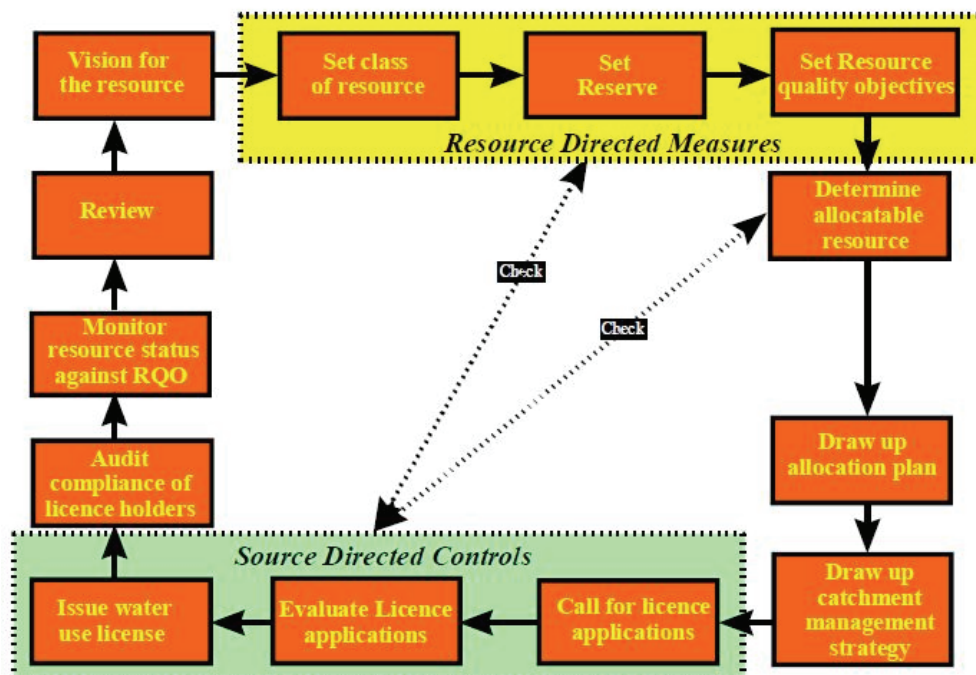 Vision for
the resource
Set class
of resource
Set
Reserve
Set Resource
quality objectives
Resource Directed Measures
Review
Determine
allocatable
resource
Check
Check
Monitor
resource status
against RQO
Draw up
allocation plan
Audit
compliance of
licence holders
Source Directed Controls
Issue water
use license
Evaluate Licence
applications
Call for licence
applications
Draw up
catchment
management
strategy